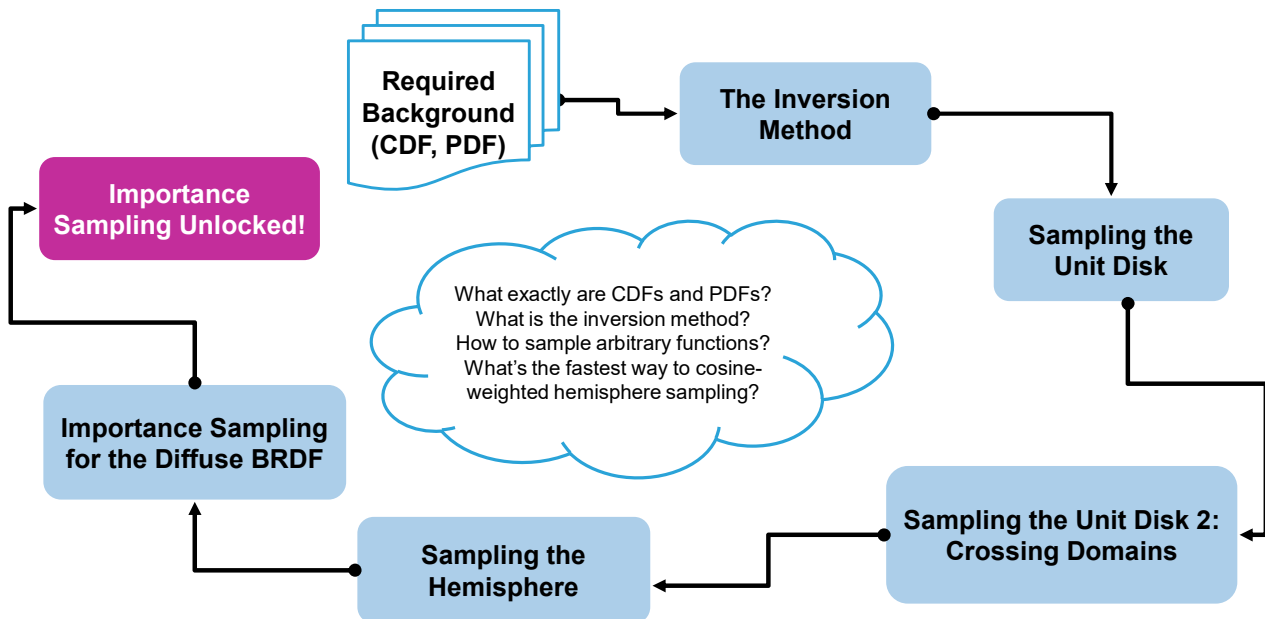 Required
Background
(CDF, PDF)
The Inversion
Method
Importance
Sampling Unlocked!
Sampling the
Unit Disk
What exactly are CDFs and PDFs?
What is the inversion method?
How to sample arbitrary functions?
What’s the fastest way to cosine-
weighted hemisphere sampling?
Importance Sampling
for the Diffuse BRDF
Sampling the Unit Disk 2:
Crossing Domains
Sampling the
Hemisphere